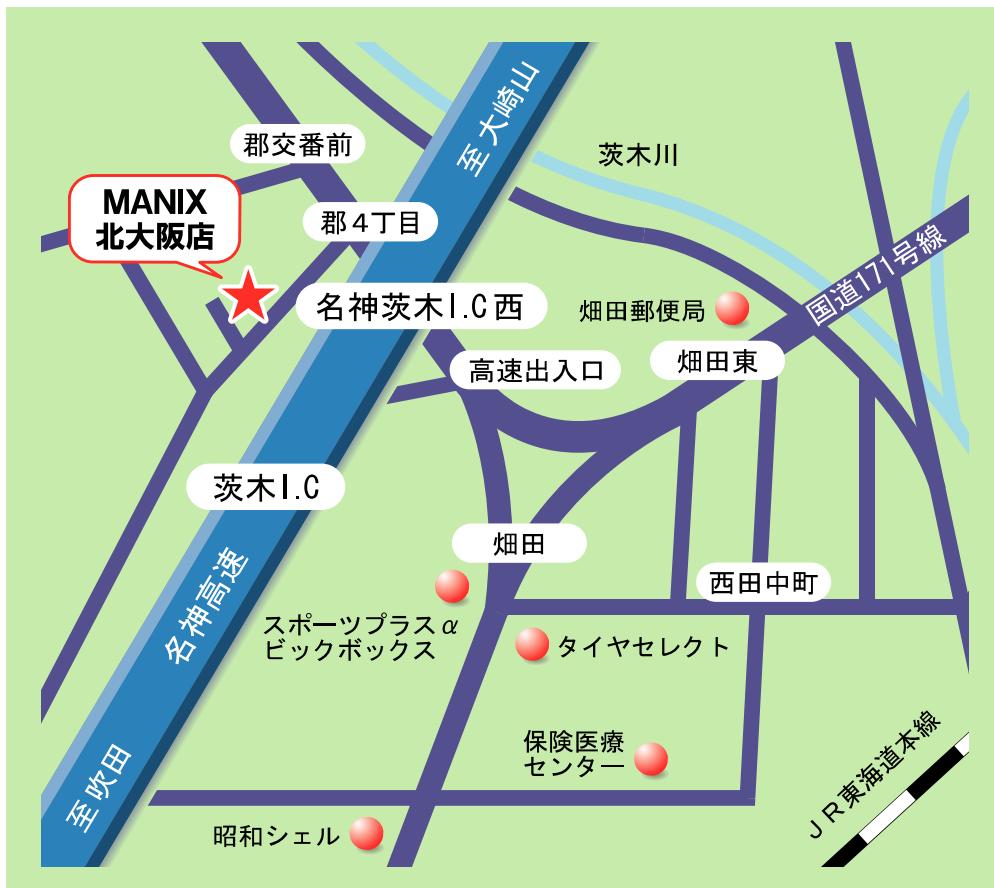 至大崎山
郡交番前
茨木川
MANIX
北大阪店
郡4丁目
国道171号線
名神茨木I.C西
畑田郵便局
畑田東
高速出入口
茨木I.C
畑田
名神高速
西田中町
スポーツプラスα
ビックボックス
タイヤセレクト
保険医療
センター
至吹田
昭和シェル
JR東海道本線